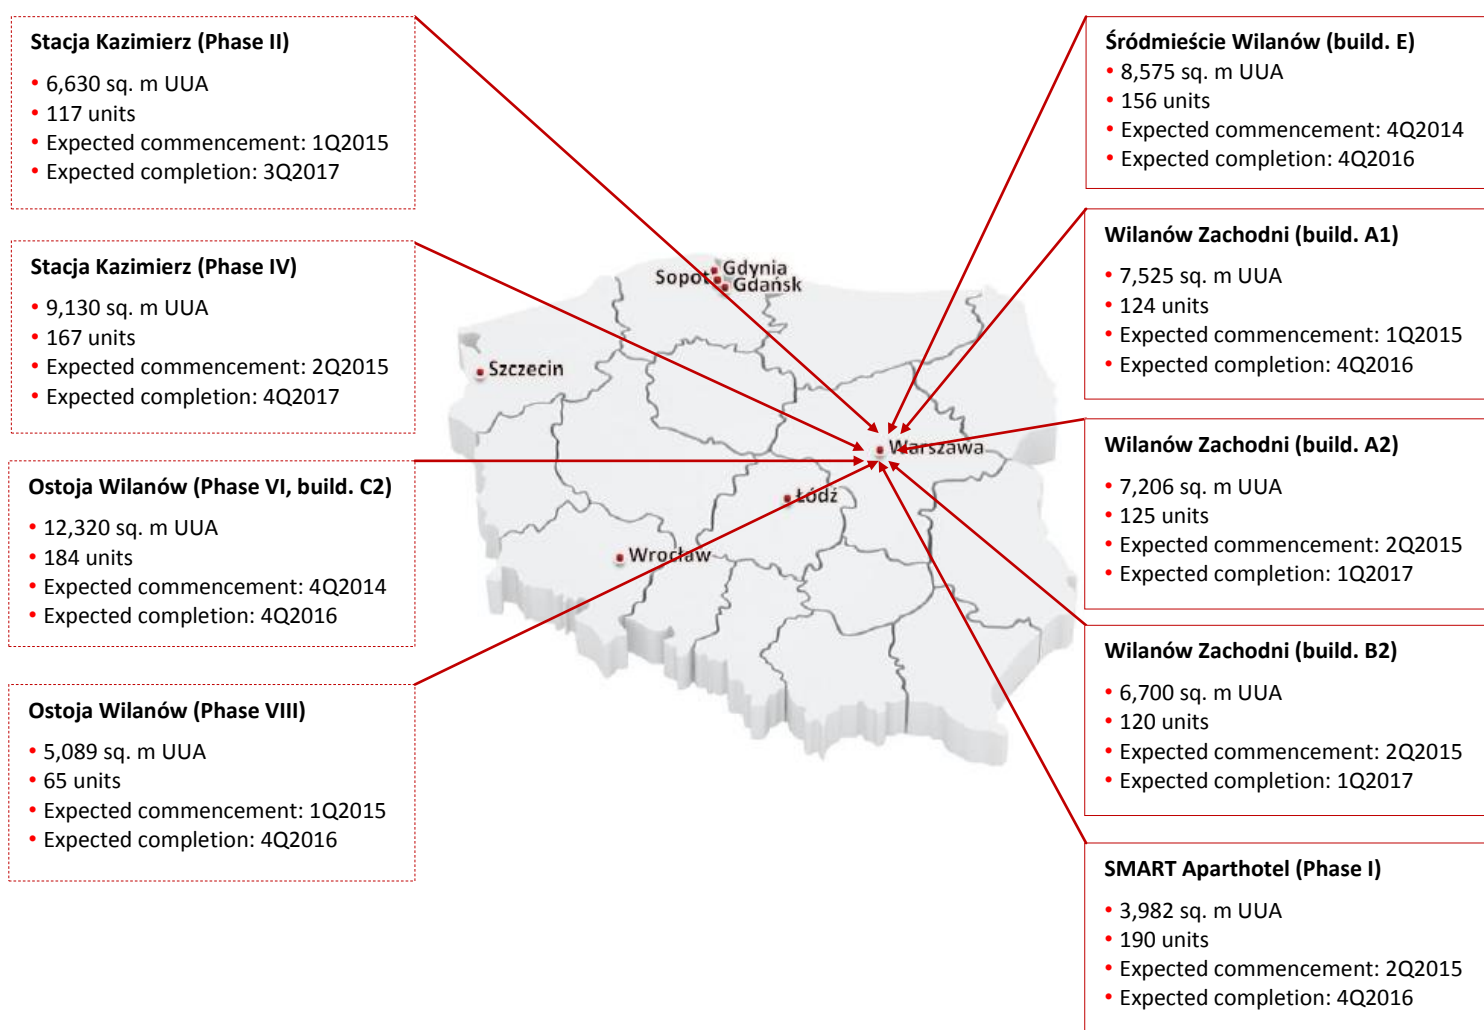 Stacja Kazimierz (Phase II)
• 6,630 sq. m UUA
• 117 units
• Expected commencement: 1Q2015
• Expected completion: 3Q2017
Stacja Kazimierz (Phase IV)
• 9,130 sq. m UUA
• 167 units
• Expected commencement: 2Q2015
• Expected completion: 4Q2017
Ostoja Wilanów (Phase VI, build. C2)
• 12,320 sq. m UUA
• 184 units
• Expected commencement: 4Q2014
• Expected completion: 4Q2016
Ostoja Wilanów (Phase VIII)
• 5,089 sq. m UUA
• 65 units
• Expected commencement: 1Q2015
• Expected completion: 4Q2016
Gdynia
Sopot
Gdańsk
Szczecin
Warszawa
Łódź
Wrocław
Śródmieście Wilanów (build. E)
• 8,575 sq. m UUA
• 156 units
• Expected commencement: 4Q2014
• Expected completion: 4Q2016
Wilanów Zachodni (build. A1)
• 7,525 sq. m UUA
• 124 units
• Expected commencement: 1Q2015
• Expected completion: 4Q2016
Wilanów Zachodni (build. A2)
• 7,206 sq. m UUA
• 125 units
• Expected commencement: 2Q2015
• Expected completion: 1Q2017
Wilanów Zachodni (build. B2)
• 6,700 sq. m UUA
• 120 units
• Expected commencement: 2Q2015
• Expected completion: 1Q2017
SMART Aparthotel (Phase I)
• 3,982 sq. m UUA
• 190 units
• Expected commencement: 2Q2015
• Expected completion: 4Q2016